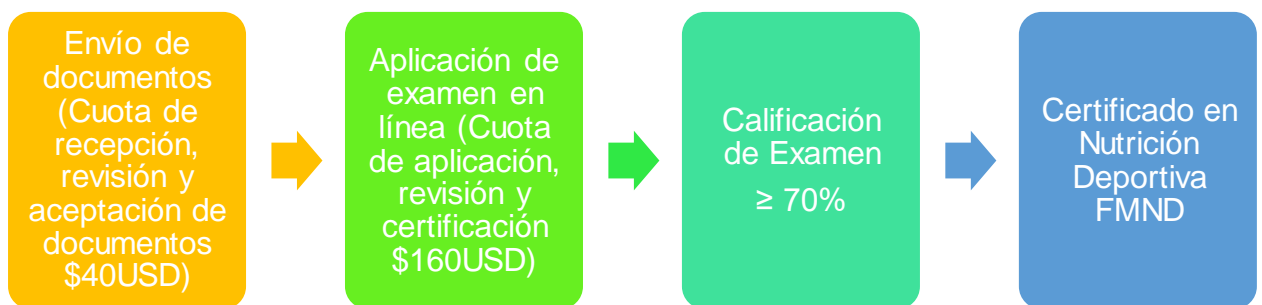 Envío de
documentos
(Cuota de
recepción,
revisión y
aceptación de
documentos
$40USD)
Aplicación de
examen en
línea (Cuota
de aplicación,
revisión y
certificación
$160USD)
Calificación
de Examen
≥ 70%
Certificado en
Nutrición
Deportiva
FMND